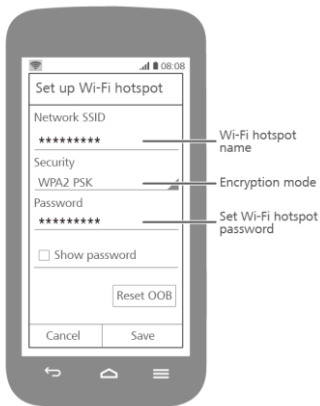 08:08
Set up Wi-Fi hotspot
Network SSID
*********
Wi-Fi hotspot
name
Security
WPA2 PSK
Encryption mode
Password
*********
Set Wi-Fi hotspot
password
Show password
Reset OOB
Cancel
Save